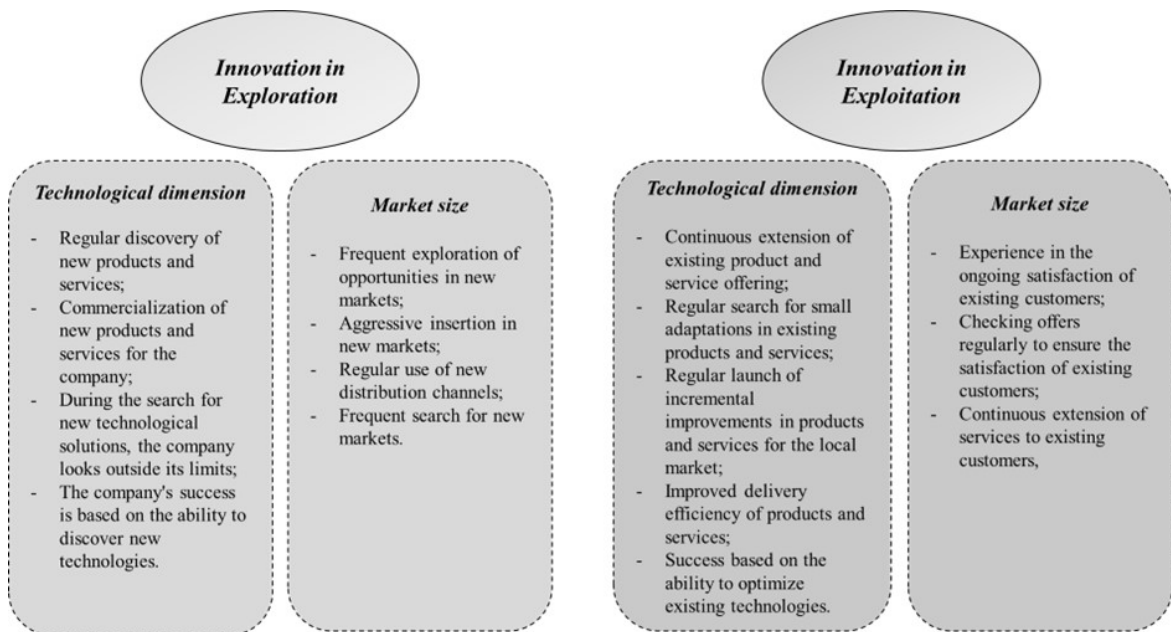 Innovation in
Exploration
Technological dimension
- Regular discovery of
new products and
services;
- Commercialization of
new products and
services for the
company;
- During the search for
new technological
solutions, the company
looks outside its limits;
- The company's success
is based on the ability to
discover new
technologies.
Market size
- Frequent exploration of
opportunities in new
markets;
- Aggressive insertion in
new markets;
- Regular use of new
distribution channels;
- Frequent search for new
markets.
Innovation in
Exploitation
Technological dimension
- Continuous extension of
existing product and
service offering;
- Regular search for small
adaptations in existing
products and services;
- Regular launch of
incremental
improvements in products
and services for the local
market;
- Improved delivery
efficiency of products and
services;
- Success based on the
ability to optimize
existing technologies.
Market size
- Experience in the
ongoing satisfaction of
existing customers;
- Checking offers
regularly to ensure the
satisfaction of existing
customers;
- Continuous extension of
services to existing
customers,